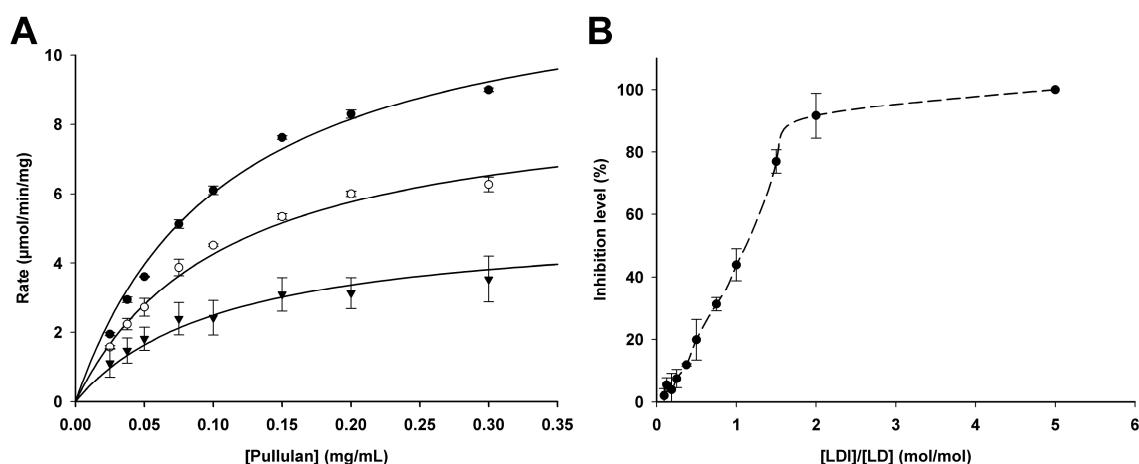 A
10
8
6
4
2
0
0.00 0.05 0.10 0.15 0.20 0.25 0.30 0.35
Rate (µmol/min/mg)
[Pullulan] (mg/mL)
B
100
80
60
40
20
0
0 1 2 3 4 5 6
Inhibition level (%)
[LDI]/[LD] (mol/mol)